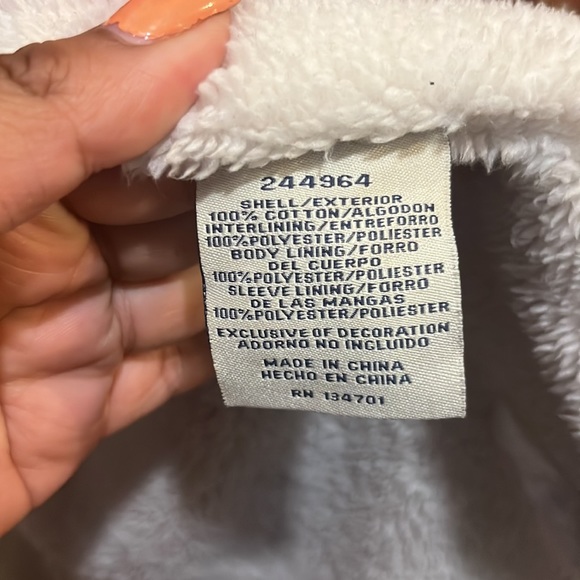 244964
SHELL/EXTERIOR
100% COTTON/ALGODON
INTERLINING/ENTREFORRO
100%POLYESTER/POLIESTER
BODY LINING/FORRO
DEL CUERPO
100%POLYESTER/POLIESTER
SLEEVE LINING/FORRO
DE LAS MANGAS
100%POLYESTER/POLIESTER
EXCLUSIVE OF DECORATION
ADORNO NO INCLUIDO
MADE IN CHINA
HECHO EN CHINA
RN 134701